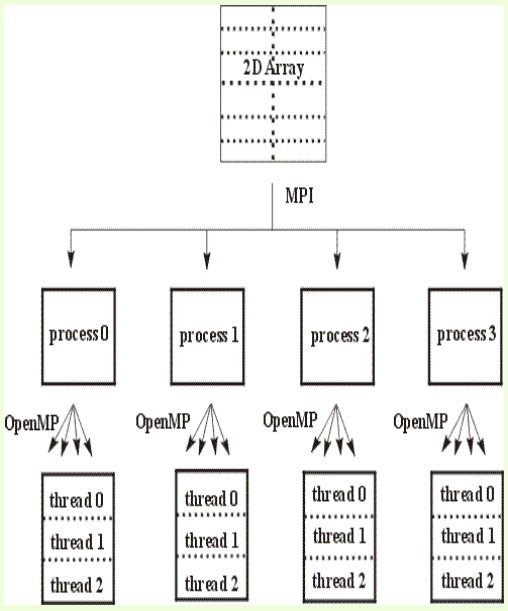 2D Array
MPI
process 0
process 1
process 2
process 3
OpenMP
OpenMP
OpenMP
OpenMP
thread 0
thread 0
thread 0
thread 0
thread 1
thread 1
thread 1
thread 1
thread 2
thread 2
thread 2
thread 2